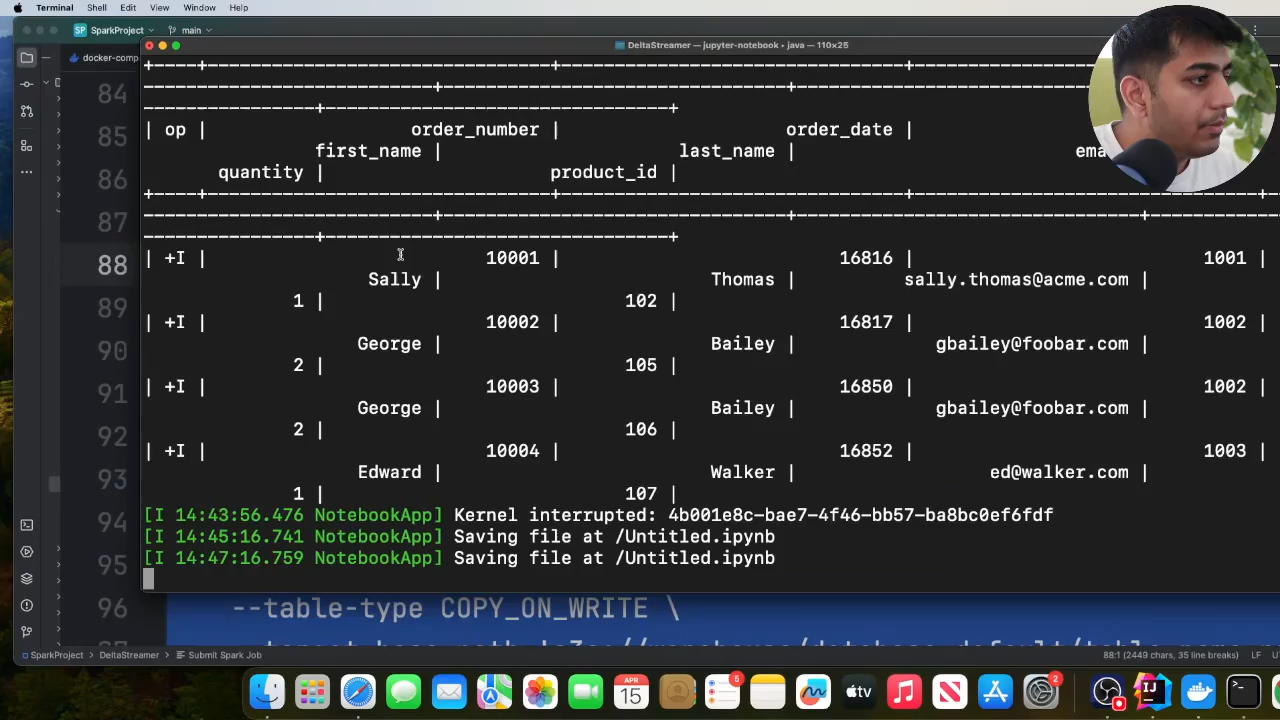 Terminal Shell Edit View Window Help
SP SparkProject main
docker-comp
DeltaStreamer — jupyter-notebook • java — 110×25
84
85
86
87
88
89
90
91
92
93
94
95
96
+----+--------------------------------+--------------------------------+
--------------------------------+--------------------------------+
----------------+--------------------------------+
| op | order_number | order_date |
first_name | last_name | ema
quantity | product_id |
+----+--------------------------------+--------------------------------+
--------------------------------+--------------------------------+--------------------------------+
----------------+--------------------------------+
| +I | 10001 | 16816 | 1001 |
Sally | Thomas | sally.thomas@acme.com |
1 | 102 |
| +I | 10002 | 16817 | 1002 |
George | Bailey | gbailey@foobar.com |
2 | 105 |
| +I | 10003 | 16850 | 1002 |
George | Bailey | gbailey@foobar.com |
2 | 106 |
| +I | 10004 | 16852 | 1003 |
Edward | Walker | ed@walker.com |
1 | 107 |
[I 14:43:56.476 NotebookApp] Kernel interrupted: 4b001e8c-bae7-4f46-bb57-ba8bc0ef6fdf
[I 14:45:16.741 NotebookApp] Saving file at /Untitled.ipynb
[I 14:47:16.759 NotebookApp] Saving file at /Untitled.ipynb
--table-type COPY_ON_WRITE \
SparkProject > DeltaStreamer > Submit Spark Job
88:1 (2449 chars, 35 line breaks) LF
APR
15
5
tv
2